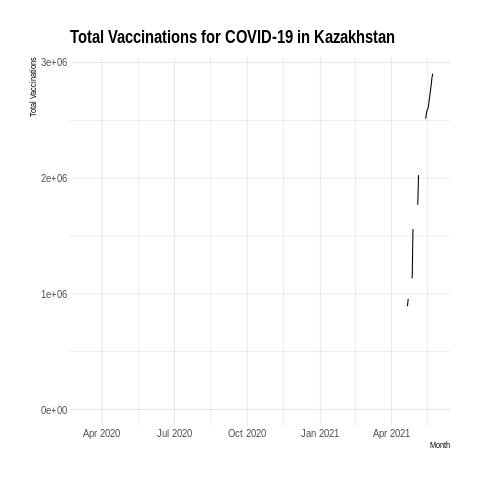 Total Vaccinations for COVID-19 in Kazakhstan
Total Vaccinations
3e+06
2e+06
1e+06
0e+00
Apr 2020 Jul 2020 Oct 2020 Jan 2021 Apr 2021
Month